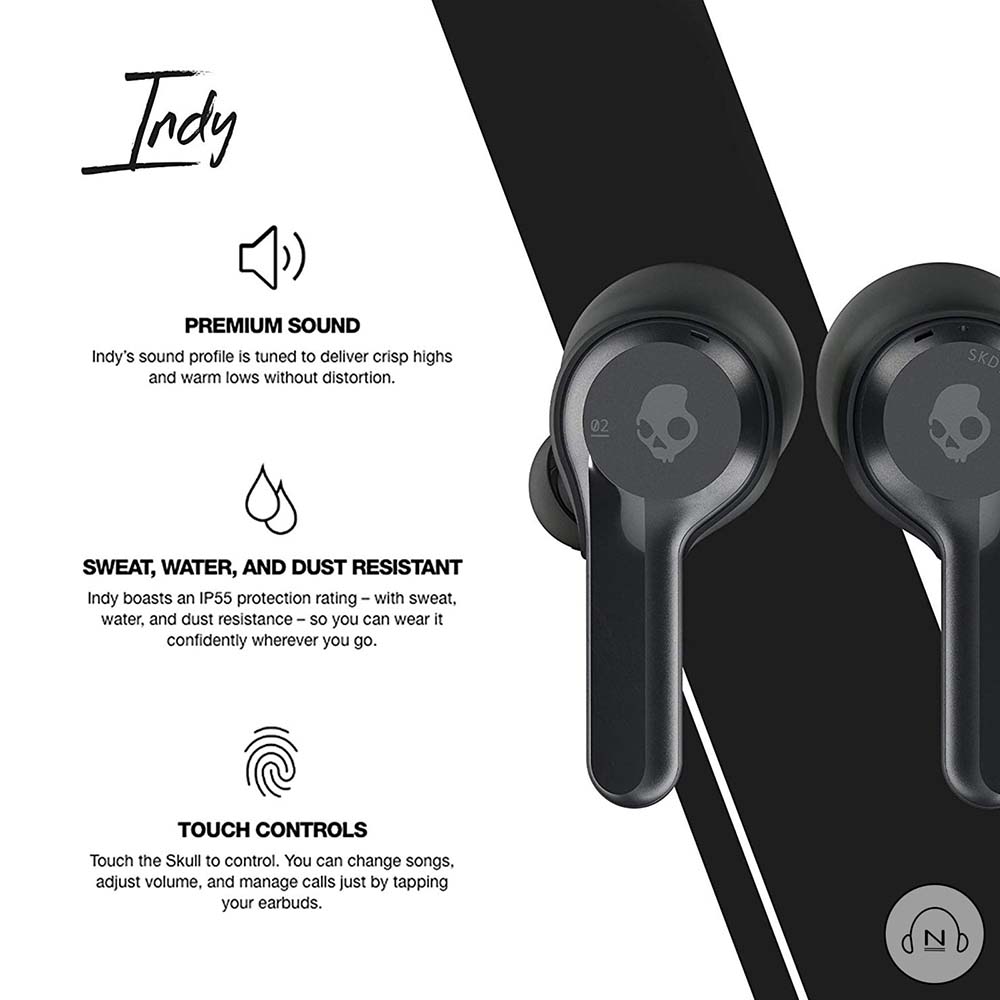 Indy
PREMIUM SOUND
Indy’s sound profile is tuned to deliver crisp highs
and warm lows without distortion.
02
SKD
SWEAT, WATER, AND DUST RESISTANT
Indy boasts an IP55 protection rating – with sweat,
water, and dust resistance – so you can wear it
confidently wherever you go.
TOUCH CONTROLS
Touch the Skull to control. You can change songs,
adjust volume, and manage calls just by tapping
your earbuds.
N